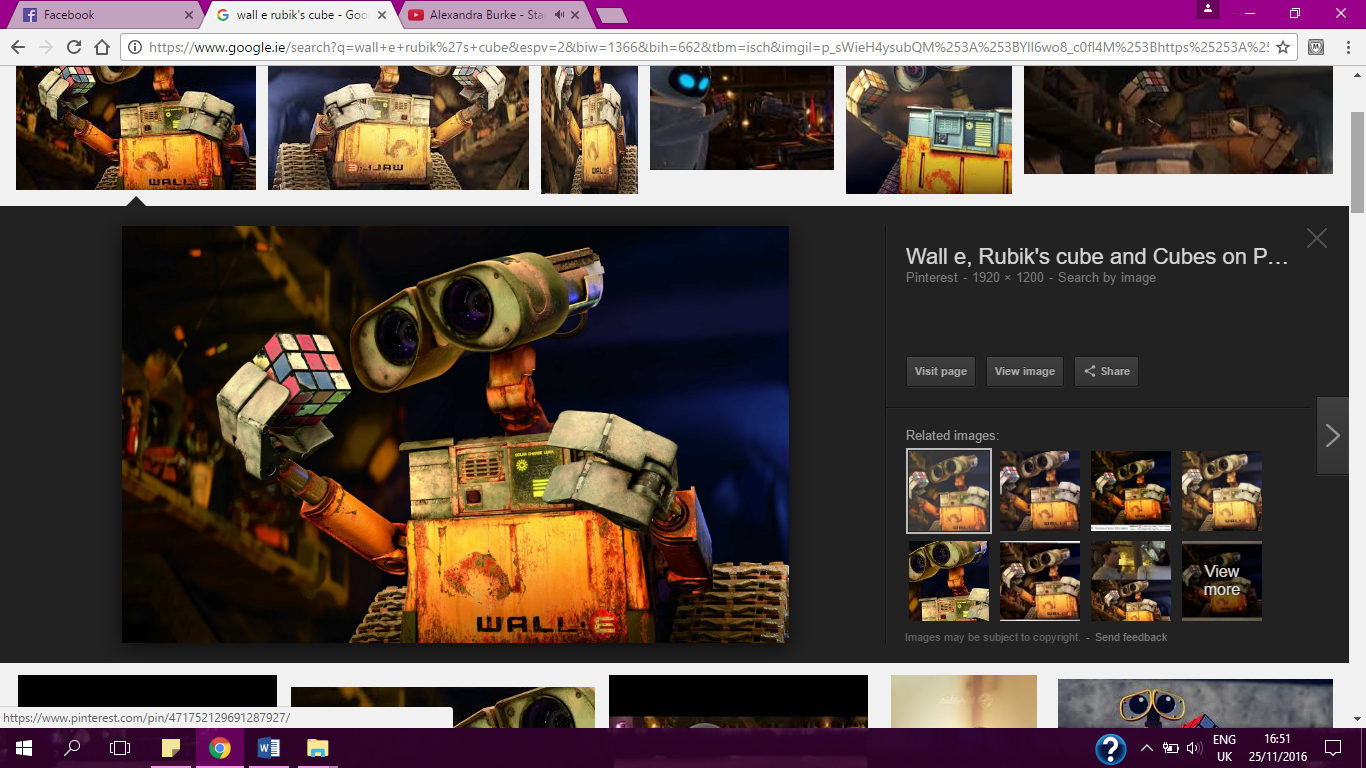 Facebook
wall e rubik's cube - Goo
Alexandra Burke - Sta
https://www.google.ie/search?q=wall+e+rubik%27s+cube&espv=2&biw=1366&bih=662&tbm=isch&imgil=p_sWieH4ysubQM%253A%253BYlI6wo8_c0fl4M%253Bhttps%25253A%25
WALL·E
WALL·E
WALL·E
Wall e, Rubik's cube and Cubes on P...
Pinterest - 1920 × 1200 - Search by image
Visit page
View image
Share
Related images:
SOLAR CHARGE LEVEL
WALL·E
View more
Images may be subject to copyright. - Send feedback
https://www.pinterest.com/pin/471752129691287927/
ENG
UK
16:51
25/11/2016